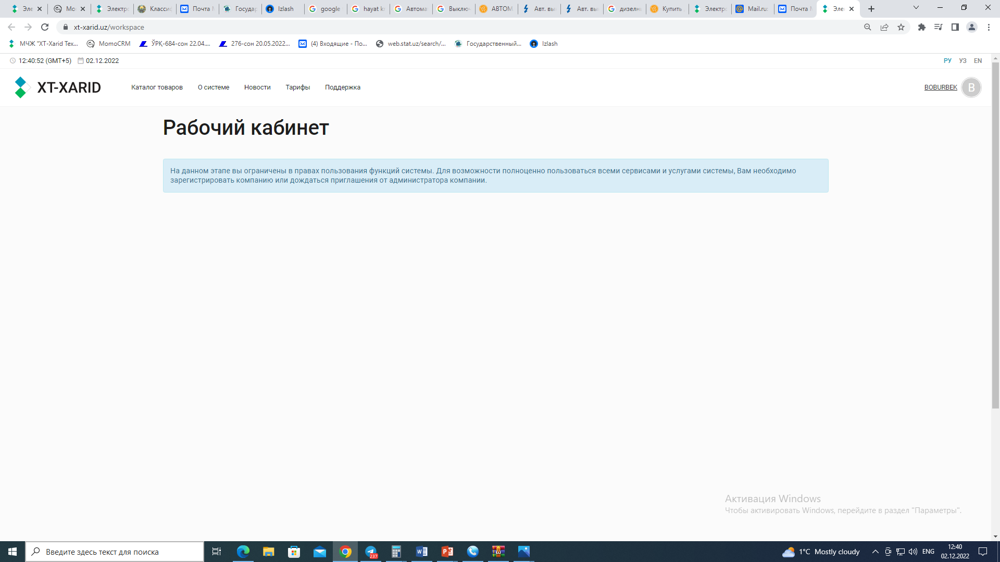 Эле
Mo
Электро
Классис
Почта М
Государ
Izlash
google
hayat k
Автома
Выключ
АВТОМ
Авт. вы
Авт. вы
дизелн
Купить
Электро
Mail.ru:
Почта М
Эле
xt-xarid.uz/workspace
МЧЖ "XT-Xarid Tex...
MomoCRM
ЎРҚ-684-сон 22.04....
276-сон 20.05.2022...
(4) Входящие - По...
web.stat.uz/search/...
Государственный...
Izlash
12:40:52 (GMT+5) 02.12.2022
РУ УЗ EN
XT-XARID
Каталог товаров О системе Новости Тарифы Поддержка
BOBURBEK B
Рабочий кабинет
На данном этапе вы ограничены в правах пользования функций системы. Для возможности полноценно пользоваться всеми сервисами и услугами системы, Вам необходимо
зарегистрировать компанию или дождаться приглашения от администратора компании.
Активация Windows
Чтобы активировать Windows, перейдите в раздел "Параметры".
Введите здесь текст для поиска
237
1°C Mostly cloudy
ENG
12:40
02.12.2022